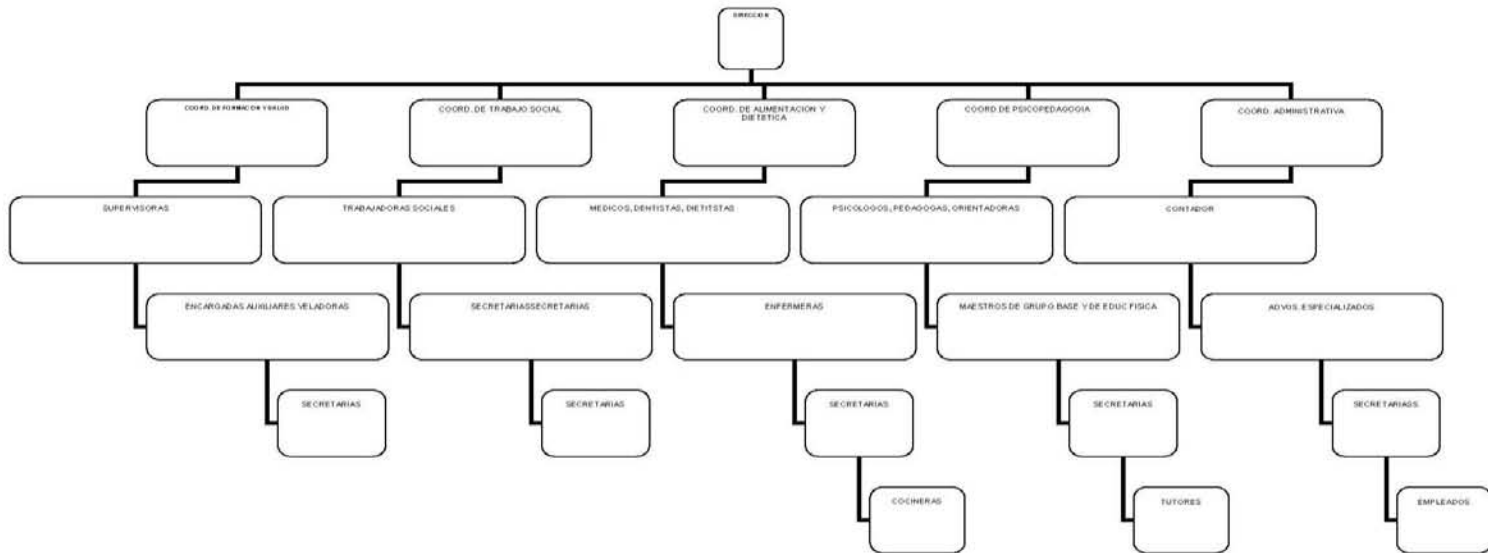 DIRECCION
COORD. DE FORMACION Y SALUD
COORD. DE TRABAJO SOCIAL
COORD. DE ALIMENTACION Y
DIETETICA
COORD DE PSICOPEDAGOGIA
COORD. ADMINISTRATIVA
SUPERVISORAS
TRABAJADORAS SOCIALES
MEDICOS, DENTISTAS, DIETITSTAS
PSICOLOGOS, PEDAGOGAS, ORIENTADORAS
CONTADOR
ENCARGADAS AUXILIARES VELADORAS
SECRETARIASSECRETARIAS
ENFERMERAS
MAESTROS DE GRUPO BASE Y DE EDUC FISICA
ADVOS. ESPECIALIZADOS
SECRETARIAS
SECRETARIAS
SECRETARIAS
SECRETARIAS
SECRETARIASS
COCINERAS
TUTORES
EMPLEADOS